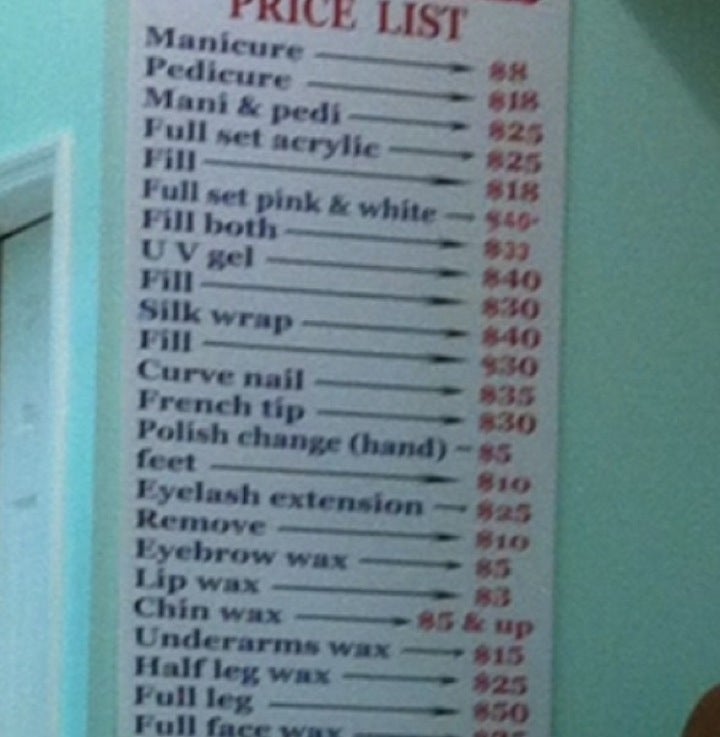 PRICE LIST
Manicure $8
Pedicure $18
Mani & pedi $25
Full set acrylic $25
Fill $18
Full set pink & white $40
Fill both $33
U V gel $40
Fill $30
Silk wrap $40
Fill $30
Curve nail $35
French tip $30
Polish change (hand) $5
feet $10
Eyelash extension $25
Remove $10
Eyebrow wax $5
Lip wax $3
Chin wax $5 & up
Underarms wax $15
Half leg wax $25
Full leg $50
Full face wax